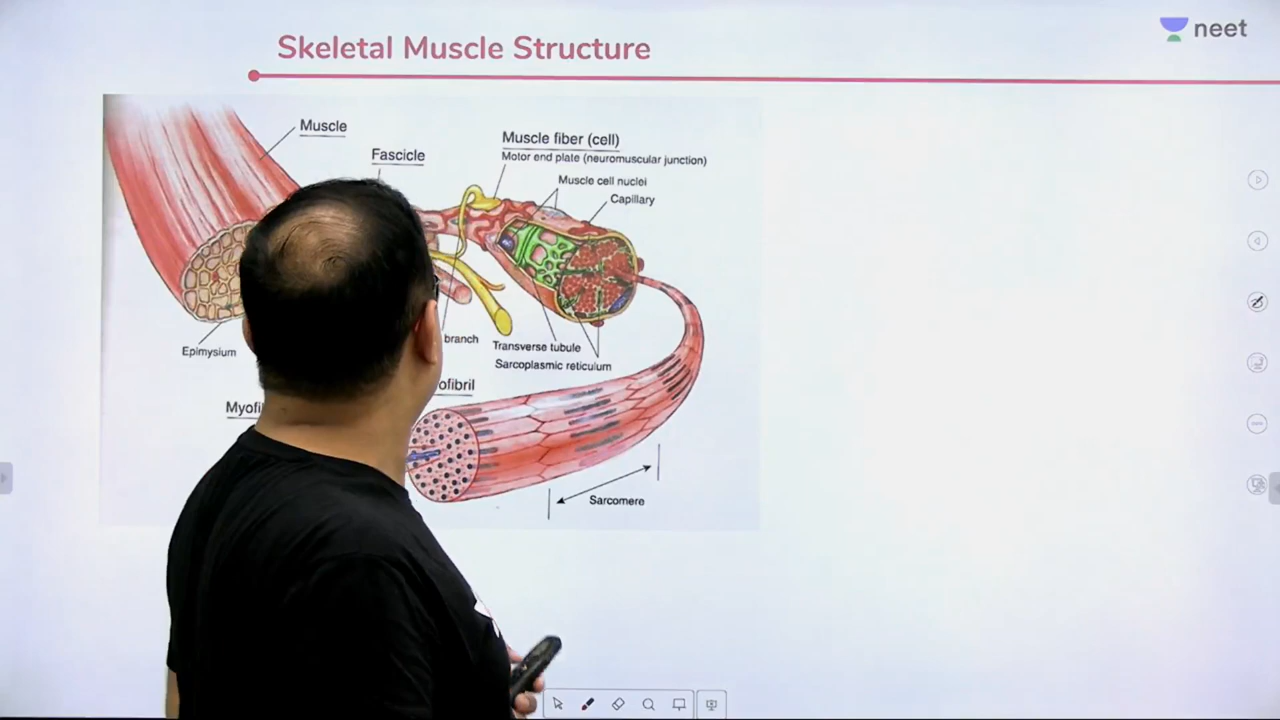 neet
Skeletal Muscle Structure
Muscle
Fascicle
Muscle fiber (cell)
Motor end plate (neuromuscular junction)
Muscle cell nuclei
Capillary
branch
Transverse tubule
Sarcoplasmic reticulum
Epimysium
Sarcomere